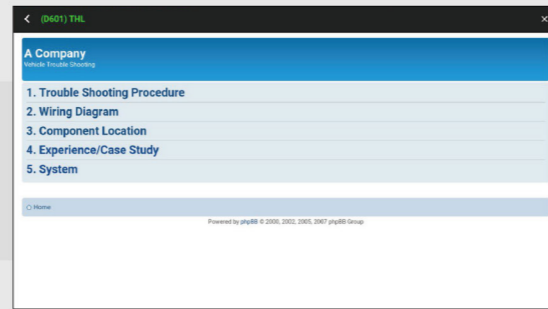 (D601) THL
A Company
Vehicle Trouble Shooting
1. Trouble Shooting Procedure
2. Wiring Diagram
3. Component Location
4. Experience/Case Study
5. System
Home
Powered by phpBB © 2000, 2002, 2005, 2007 phpBB Group